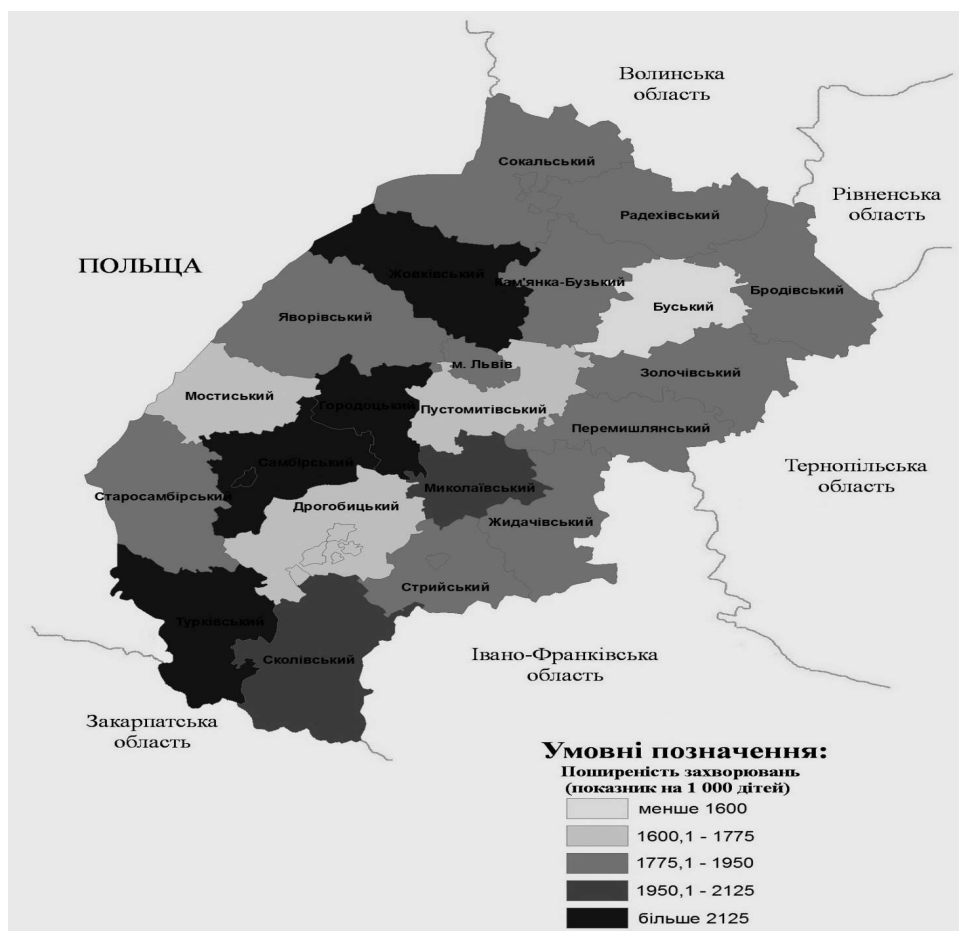 Волинська
область
Сокальський
Рівненська
область
Радехівський
ПОЛЬЩА
Жовківський
Кам'янка-Бузький
Бродівський
Буський
Яворівський
м. Львів
Золочівський
Мостиський
Городоцький
Пустомитівський
Перемишлянський
Самбірський
Тернопільська
область
Миколаївський
Старосамбірський
Дрогобицький
Жидачівський
Стрийський
Турківський
Сколівський
Івано-Франківська
область
Закарпатська
область
Умовні позначення:
Поширеність захворювань
(показник на 1 000 дітей)
менше 1600
1600,1 - 1775
1775,1 - 1950
1950,1 - 2125
більше 2125